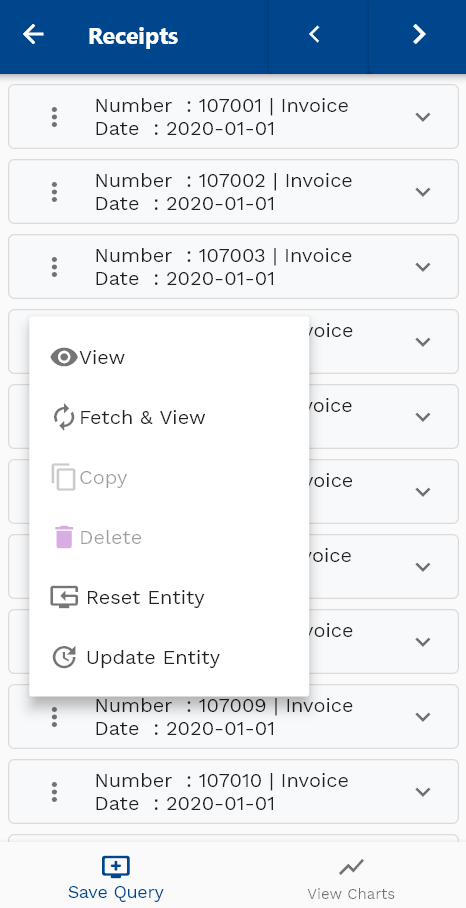 Receipts
Number : 107001 | Invoice
Date : 2020-01-01
Number : 107002 | Invoice
Date : 2020-01-01
Number : 107003 | Invoice
Date : 2020-01-01
voice
View
voice
Fetch & View
voice
Copy
Delete
voice
Reset Entity
voice
Update Entity
Number : 107009 | Invoice
Date : 2020-01-01
Number : 107010 | Invoice
Date : 2020-01-01
Save Query
View Charts